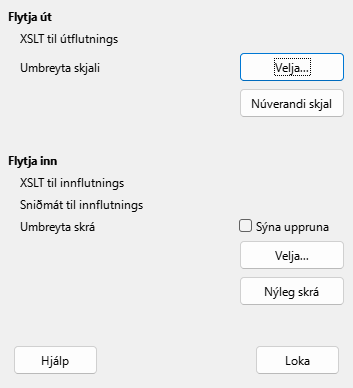 Flytja út
XSLT til útflutnings
Umbreyta skjali
Velja...
Núverandi skjal
Flytja inn
XSLT til innflutnings
Sniðmát til innflutnings
Umbreyta skrá
Sýna uppruna
Velja...
Nýleg skrá
Hjálp
Loka